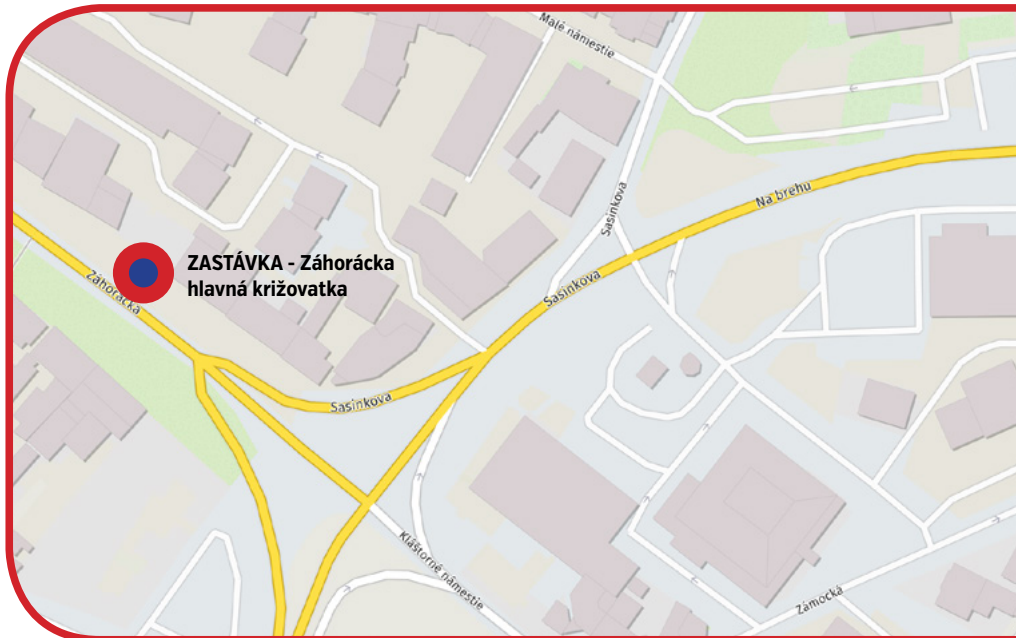 Malé námestie
Sasinkova
Na brehu
ZASTÁVKA - Záhorácka
hlavná križovatka
Záhorácka
Sasinkova
Sasinkova
Kláštorné námestie
Zámocká